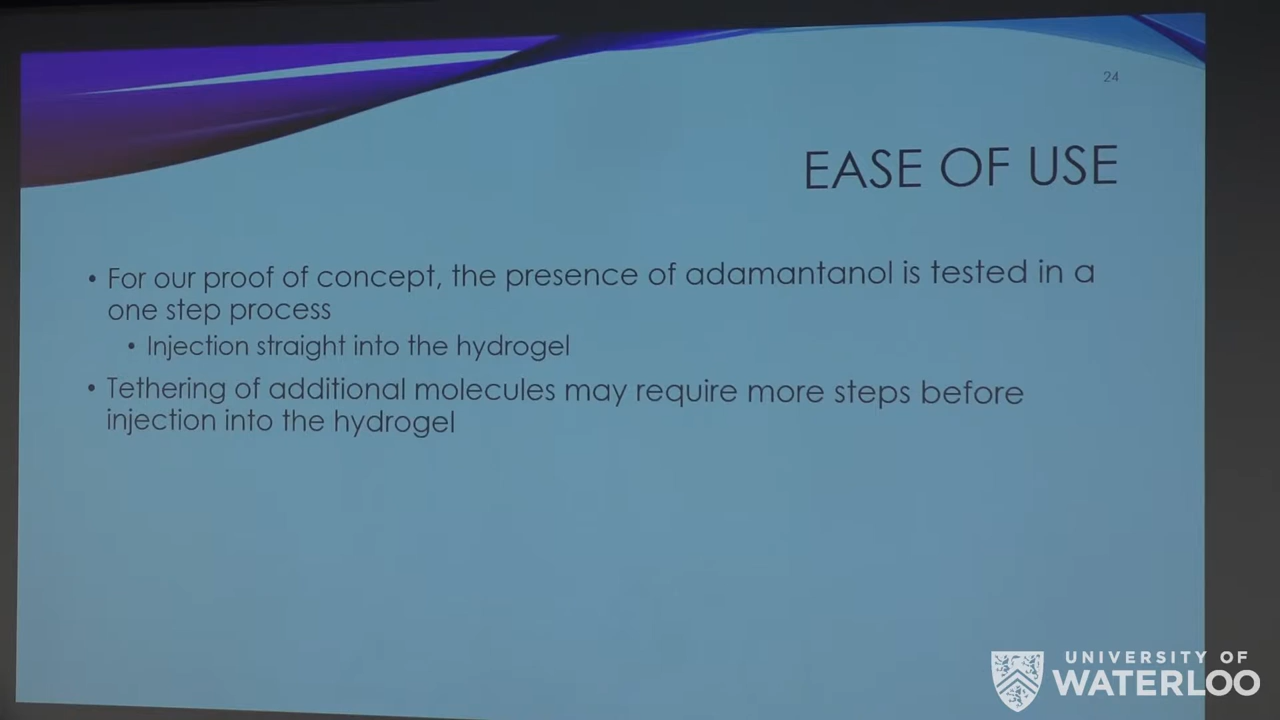 24
EASE OF USE
• For our proof of concept, the presence of adamantanol is tested in a
one step process
• Injection straight into the hydrogel
• Tethering of additional molecules may require more steps before
injection into the hydrogel
UNIVERSITY OF
WATERLOO